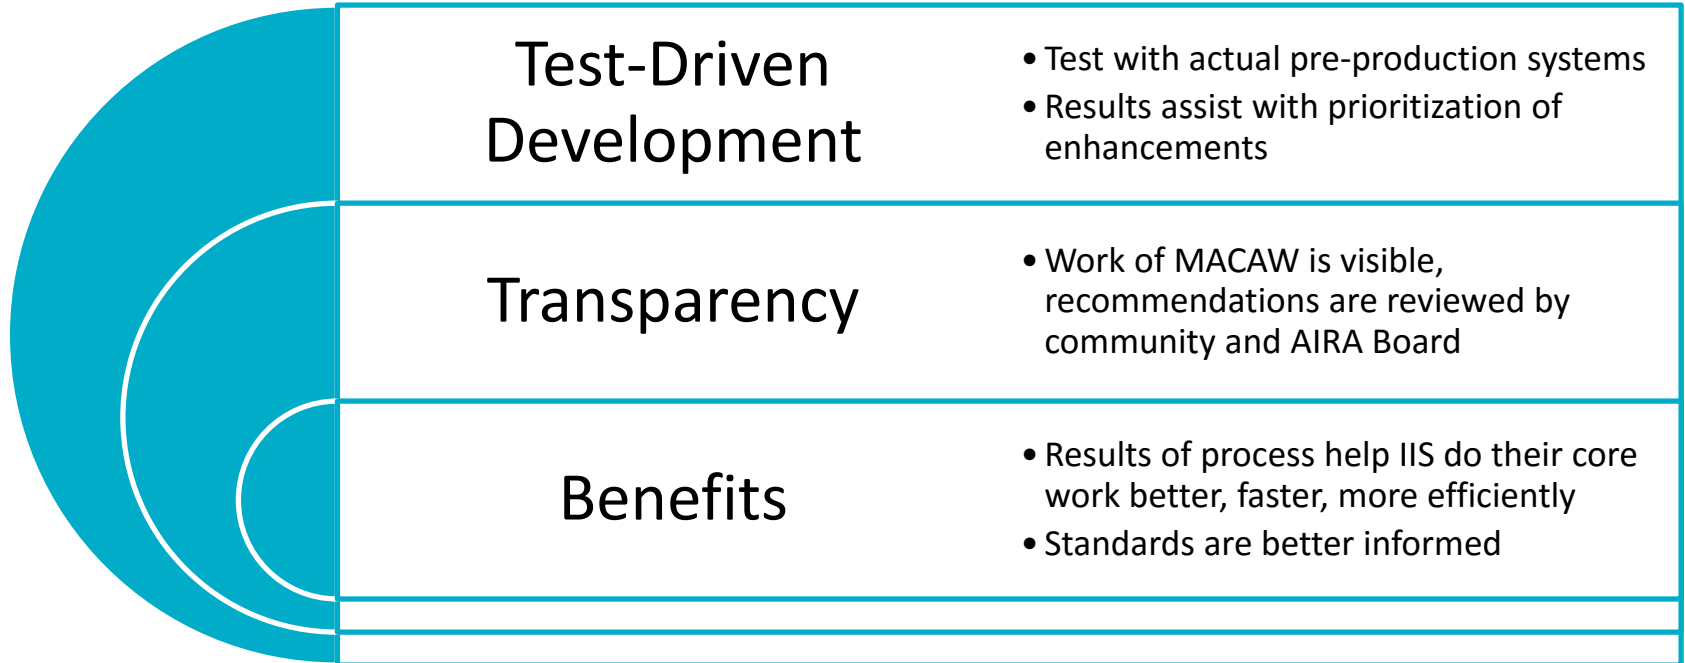 Test-Driven
Development
• Test with actual pre-production systems
• Results assist with prioritization of
enhancements
Transparency
• Work of MACAW is visible,
recommendations are reviewed by
community and AIRA Board
Benefits
• Results of process help IIS do their core
work better, faster, more efficiently
• Standards are better informed